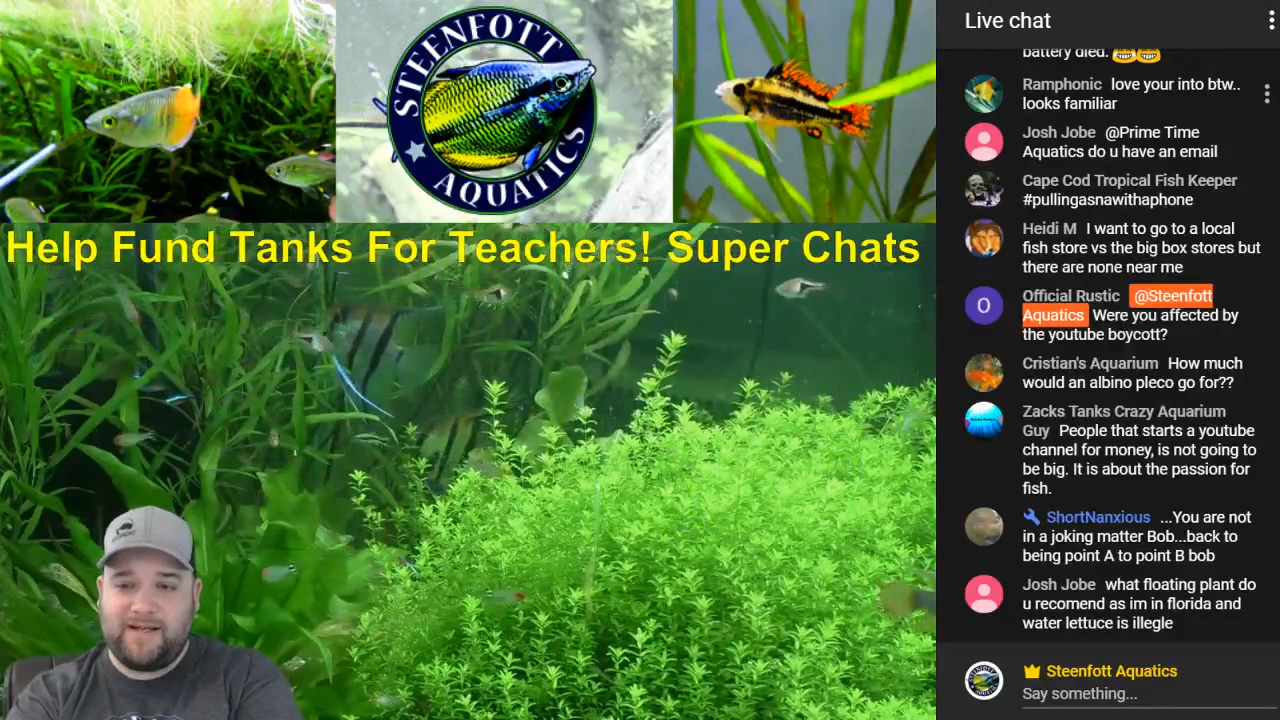 STEENFOTT
AQUATICS
Help Fund Tanks For Teachers! Super Chats
Live chat
battery died. 😂😂
Ramphonic love your into btw..
looks familiar
Josh Jobe @Prime Time
Aquatics do u have an email
Cape Cod Tropical Fish Keeper
#pullingasnawithaphone
Heidi M I want to go to a local
fish store vs the big box stores but
there are none near me
O
Official Rustic @Steenfott
Aquatics Were you affected by
the youtube boycott?
Cristian's Aquarium How much
would an albino pleco go for??
Zacks Tanks Crazy Aquarium
Guy People that starts a youtube
channel for money, is not going to
be big. It is about the passion for
fish.
ShortNanxious ...You are not
in a joking matter Bob...back to
being point A to point B bob
Josh Jobe what floating plant do
u recomend as im in florida and
water lettuce is illegle
Steenfott Aquatics
Say something...